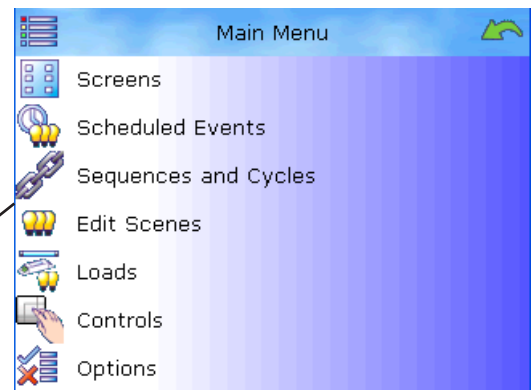 Main Menu
Screens
Scheduled Events
Sequences and Cycles
Edit Scenes
Loads
Controls
Options